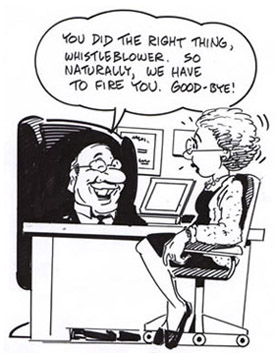 YOU DID THE RIGHT THING,
WHISTLEBLOWER. SO
NATURALLY, WE HAVE
TO FIRE YOU. GOOD-BYE!